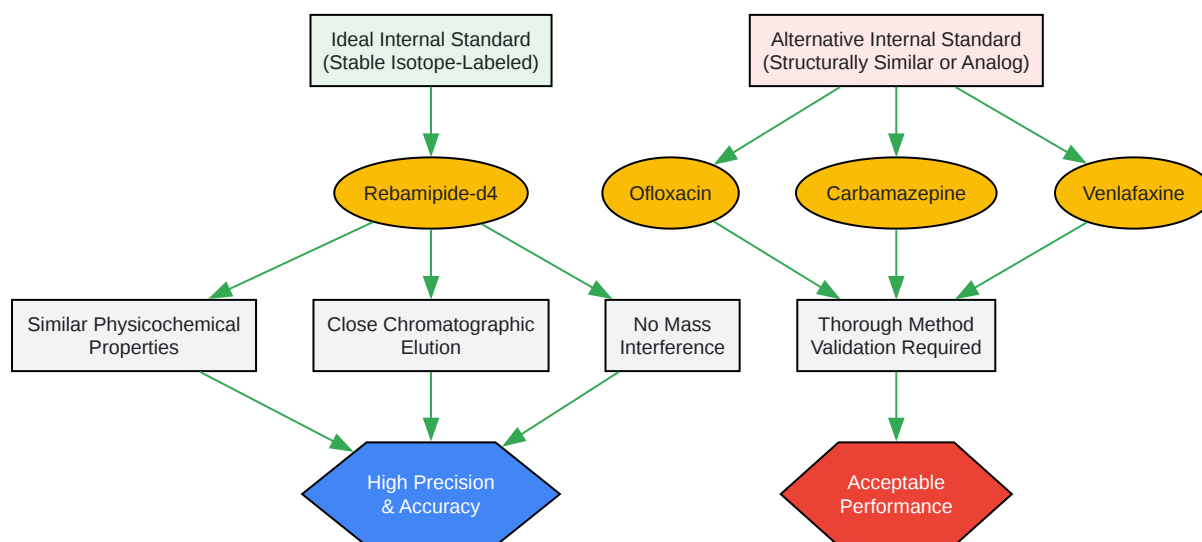 Ideal Internal Standard
(Stable Isotope-Labeled)
Alternative Internal Standard
(Structurally Similar or Analog)
Rebamipide-d4
Ofloxacin
Carbamazepine
Venlafaxine
Similar Physicochemical
Properties
Close Chromatographic
Elution
No Mass
Interference
Thorough Method
Validation Required
High Precision
& Accuracy
Acceptable
Performance